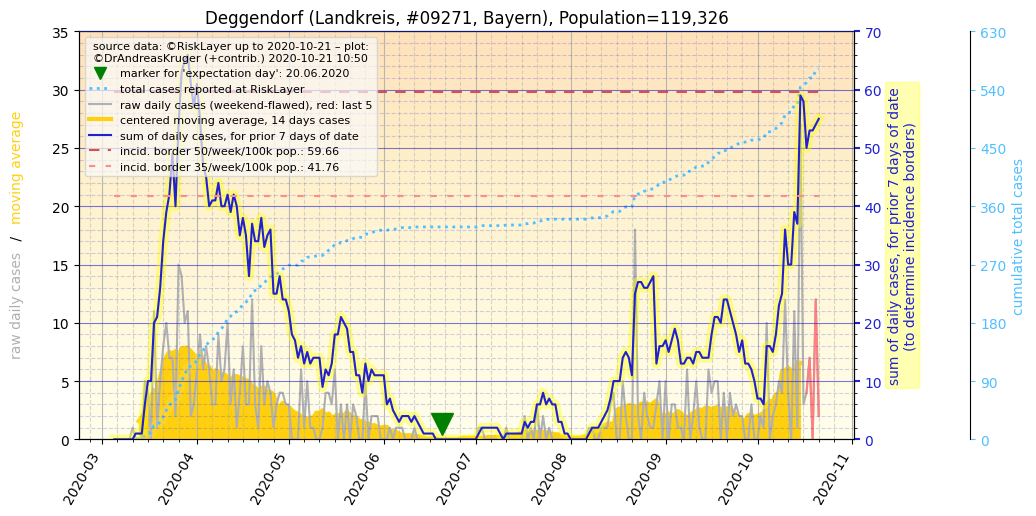 Deggendorf (Landkreis, #09271, Bayern), Population=119,326
source data: ©RiskLayer up to 2020-10-21 – plot:
©DrAndreasKruger (+contrib.) 2020-10-21 10:50
marker for 'expectation day': 20.06.2020
total cases reported at RiskLayer
raw daily cases (weekend-flawed), red: last 5
centered moving average, 14 days cases
sum of daily cases, for prior 7 days of date
incid. border 50/week/100k pop.: 59.66
incid. border 35/week/100k pop.: 41.76
raw daily cases / moving average
35
30
25
20
15
10
5
0
70
60
50
40
30
20
10
0
sum of daily cases, for prior 7 days of date
(to determine incidence borders)
630
540
450
360
270
180
90
0
cumulative total cases
2020-03
2020-04
2020-05
2020-06
2020-07
2020-08
2020-09
2020-10
2020-11